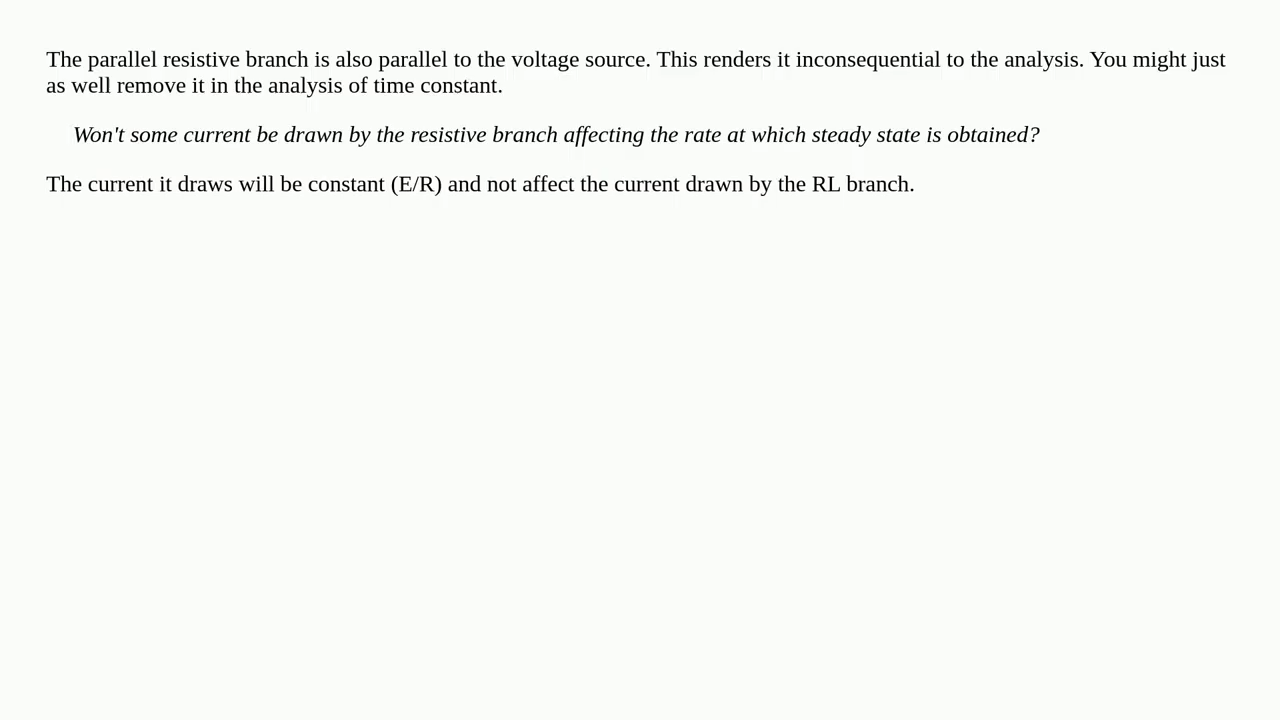 The parallel resistive branch is also parallel to the voltage source. This renders it inconsequential to the analysis. You might just
as well remove it in the analysis of time constant.
Won't some current be drawn by the resistive branch affecting the rate at which steady state is obtained?
The current it draws will be constant (E/R) and not affect the current drawn by the RL branch.